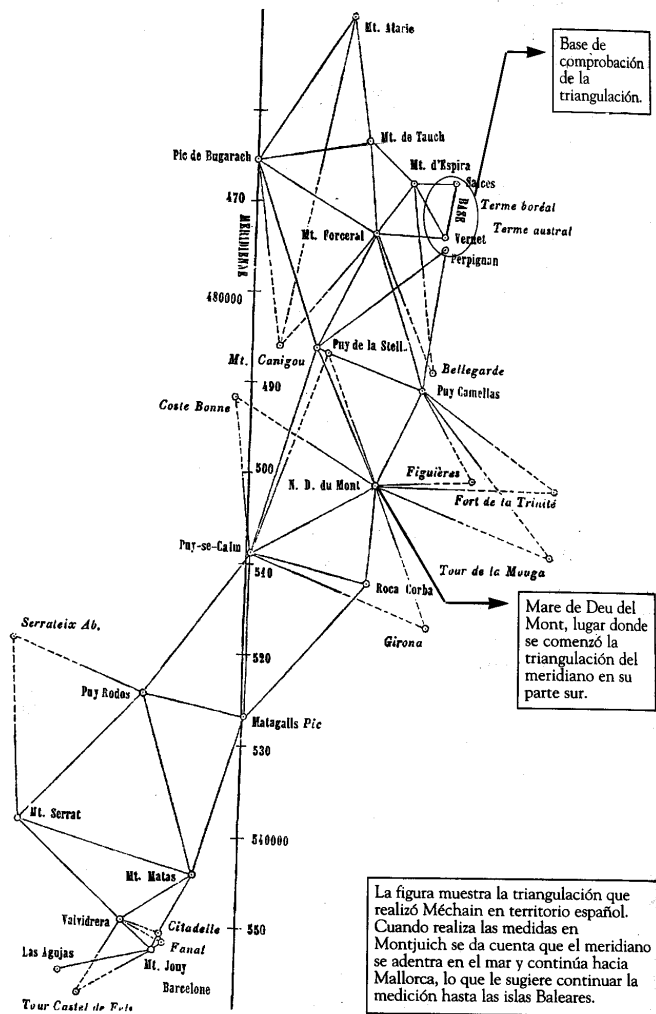 Mt. Alarie
Base de
comprobación
de la
triangulación.
Mt. de Tauch
Pic de Bugarach
Mt. d'Espira
Salces
470
BASE
Terme boréal
MÉRIDIENNE
Mt. Forceral
Terme austral
Vernet
Perpignan
480000
Puy de la Stell.
Mt. Canigou
Bellegarde
490
Puy Camellas
Coste Bonne
500
Figuières
N. D. du Mont
Fort de la Trinité
Puy-se-Calm
510
Tour de la Mouga
Roca Corba
Mare de Deu del
Mont, lugar donde
se comenzó la
triangulación del
meridiano en su
parte sur.
Serrateix Ab.
Girona
520
Puy Rodos
Matagalls Pic
530
Mt. Serrat
540000
Mt. Matas
La figura muestra la triangulación que
realizó Méchain en territorio español.
Cuando realiza las medidas en
Montjuich se da cuenta que el meridiano
se adentra en el mar y continúa hacia
Mallorca, lo que le sugiere continuar la
medición hasta las islas Baleares.
Valvidrera
Citadelle
550
Fanal
Las Agujas
Mt. Jouy
Barcelone
Tour Castel de Fels